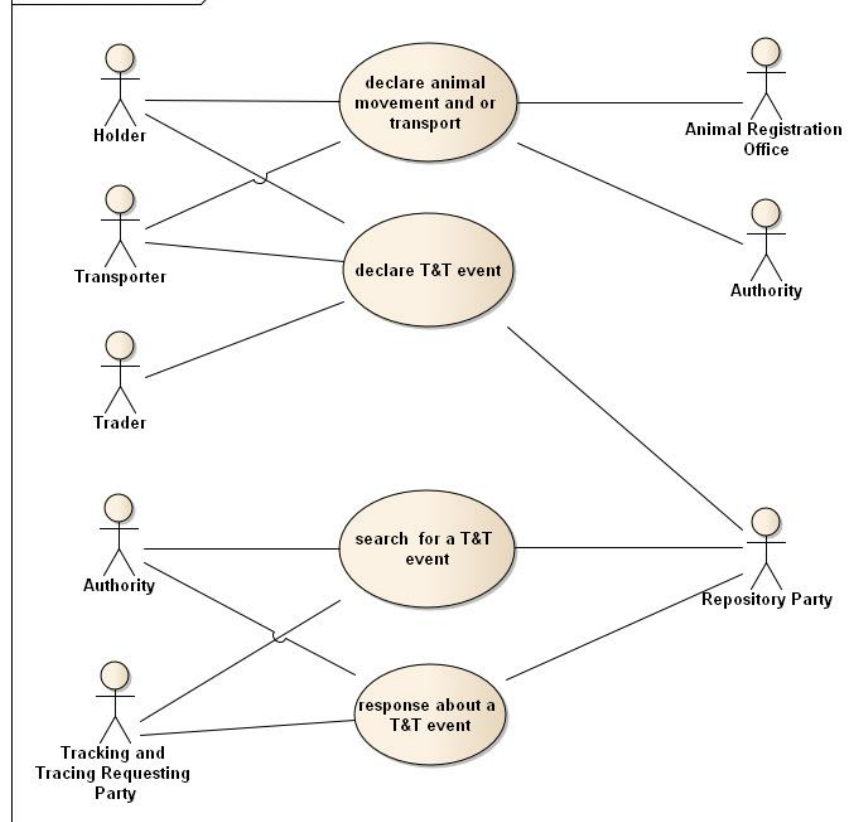 Holder
declare animal
movement and or
transport
Animal Registration
Office
Transporter
declare T&T event
Authority
Trader
Authority
search  for a T&T
event
Repository Party
Tracking and
Tracing Requesting
Party
response about a
T&T event